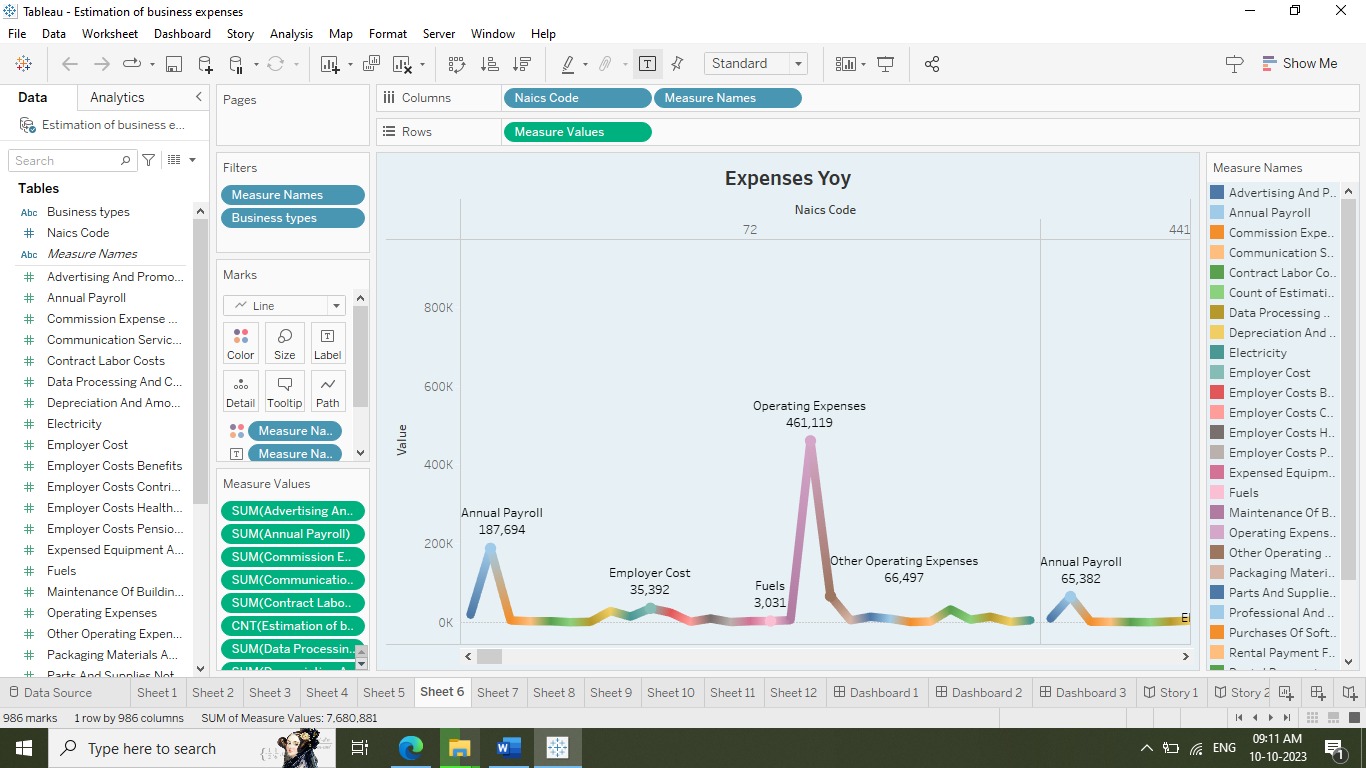 Tableau - Estimation of business expenses
File Data Worksheet Dashboard Story Analysis Map Format Server Window Help
Standard
Show Me
Data Analytics
Pages
Columns Naics Code Measure Names
Estimation of business e...
Rows Measure Values
Search
Filters
Measure Names
Business types
Tables
Abc Business types
# Naics Code
Abc Measure Names
# Advertising And Promo...
# Annual Payroll
# Commission Expense ...
# Communication Servic...
# Contract Labor Costs
# Data Processing And C...
# Depreciation And Amo...
# Electricity
# Employer Cost
# Employer Costs Benefits
# Employer Costs Contri...
# Employer Costs Health...
# Employer Costs Pensio...
# Expensed Equipment A...
# Fuels
# Maintenance Of Buildin...
# Operating Expenses
# Other Operating Expen...
# Packaging Materials A...
# Parts And Supplies Not
Marks
Line
Color Size Label
Detail Tooltip Path
Measure Na..
Measure Na..
Measure Values
SUM(Advertising An..
SUM(Annual Payroll)
SUM(Commission E..
SUM(Communicatio..
SUM(Contract Labo..
CNT(Estimation of b..
SUM(Data Processin..
Expenses Yoy
Naics Code
72 441
Value
800K
600K
400K
200K
0K
Annual Payroll
187,694
Employer Cost
35,392
Operating Expenses
461,119
Fuels
3,031
Other Operating Expenses
66,497
Annual Payroll
65,382
El
Measure Names
Advertising And P..
Annual Payroll
Commission Expe..
Communication S..
Contract Labor Co..
Count of Estimati..
Data Processing ..
Depreciation And ..
Electricity
Employer Cost
Employer Costs B..
Employer Costs C..
Employer Costs H..
Employer Costs P..
Expensed Equipm..
Fuels
Maintenance Of B..
Operating Expens..
Other Operating ..
Packaging Materi..
Parts And Supplie..
Professional And ..
Purchases Of Soft..
Rental Payment F..
Data Source Sheet 1 Sheet 2 Sheet 3 Sheet 4 Sheet 5 Sheet 6 Sheet 7 Sheet 8 Sheet 9 Sheet 10 Sheet 11 Sheet 12 Dashboard 1 Dashboard 2 Dashboard 3 Story 1 Story 2
986 marks 1 row by 986 columns SUM of Measure Values: 7,680,881
Type here to search
ENG
09:11 AM
10-10-2023
1